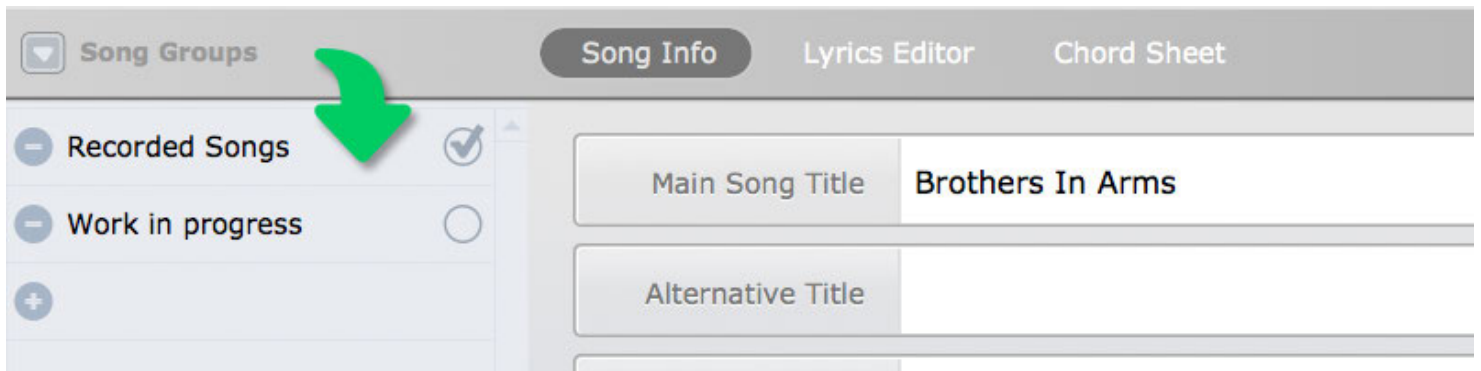 Song Groups
Song Info
Lyrics Editor
Chord Sheet
Recorded Songs
Work in progress
Main Song Title
Brothers In Arms
Alternative Title